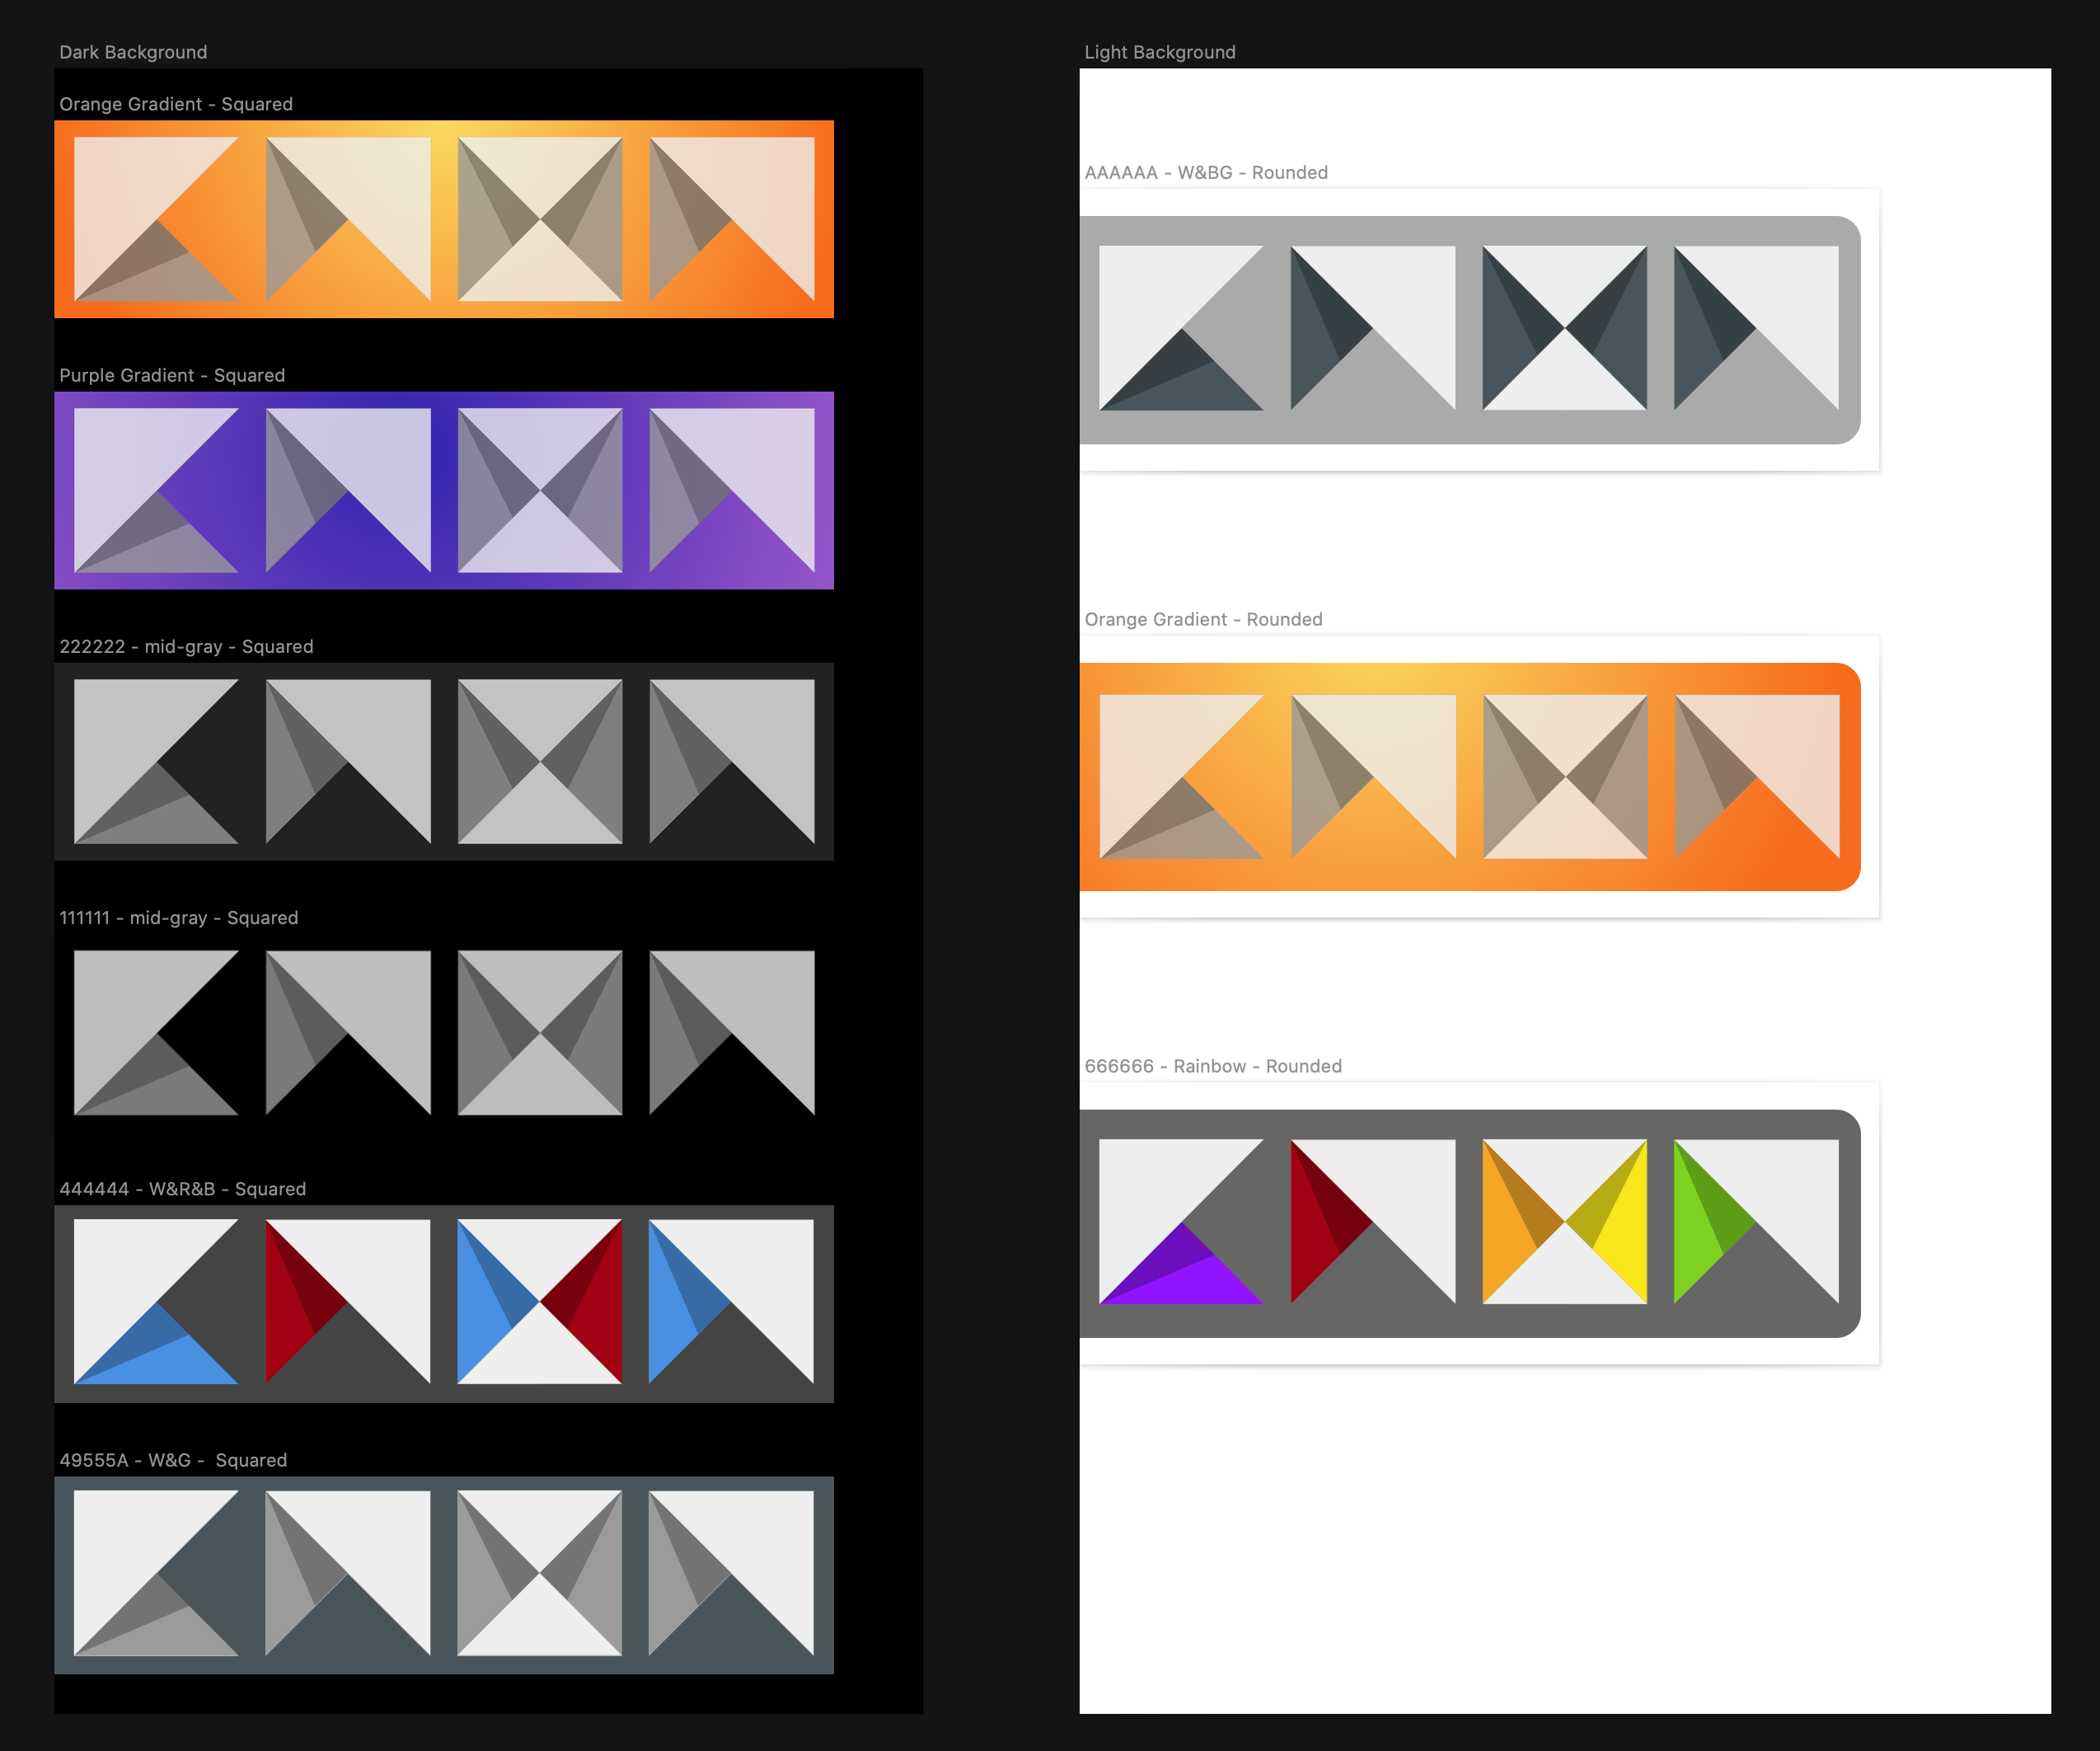 Dark Background
Orange Gradient - Squared
Purple Gradient - Squared
222222 - mid-gray - Squared
111111 - mid-gray - Squared
444444 - W&R&B - Squared
49555A - W&G -  Squared
Light Background
AAAAAA - W&BG - Rounded
Orange Gradient - Rounded
666666 - Rainbow - Rounded